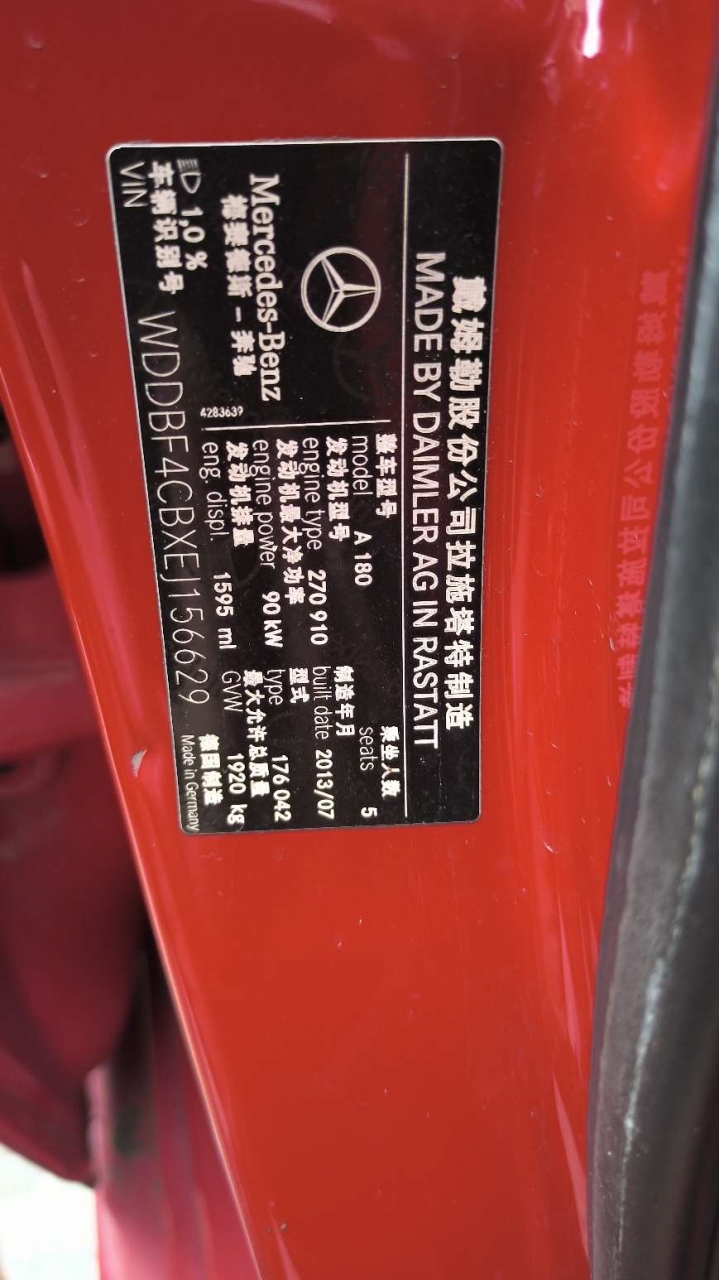 戴姆勒股份公司拉施塔特制造
MADE BY DAIMLER AG IN RASTATT
Mercedes-Benz
梅赛德斯－奔驰
4283639
整车型号
model A 180
发动机型号
engine type 270 910
发动机最大净功率
engine power 90 kW
发动机排量
eng. displ. 1595 ml
乘坐人数
seats 5
制造年月
built date 2013/07
型式
type 176 042
最大允许总质量
GVW 1920 kg
1,0 %
车辆识别号
VIN WDDBF4CBXEJ156629
德国制造
Made in Germany